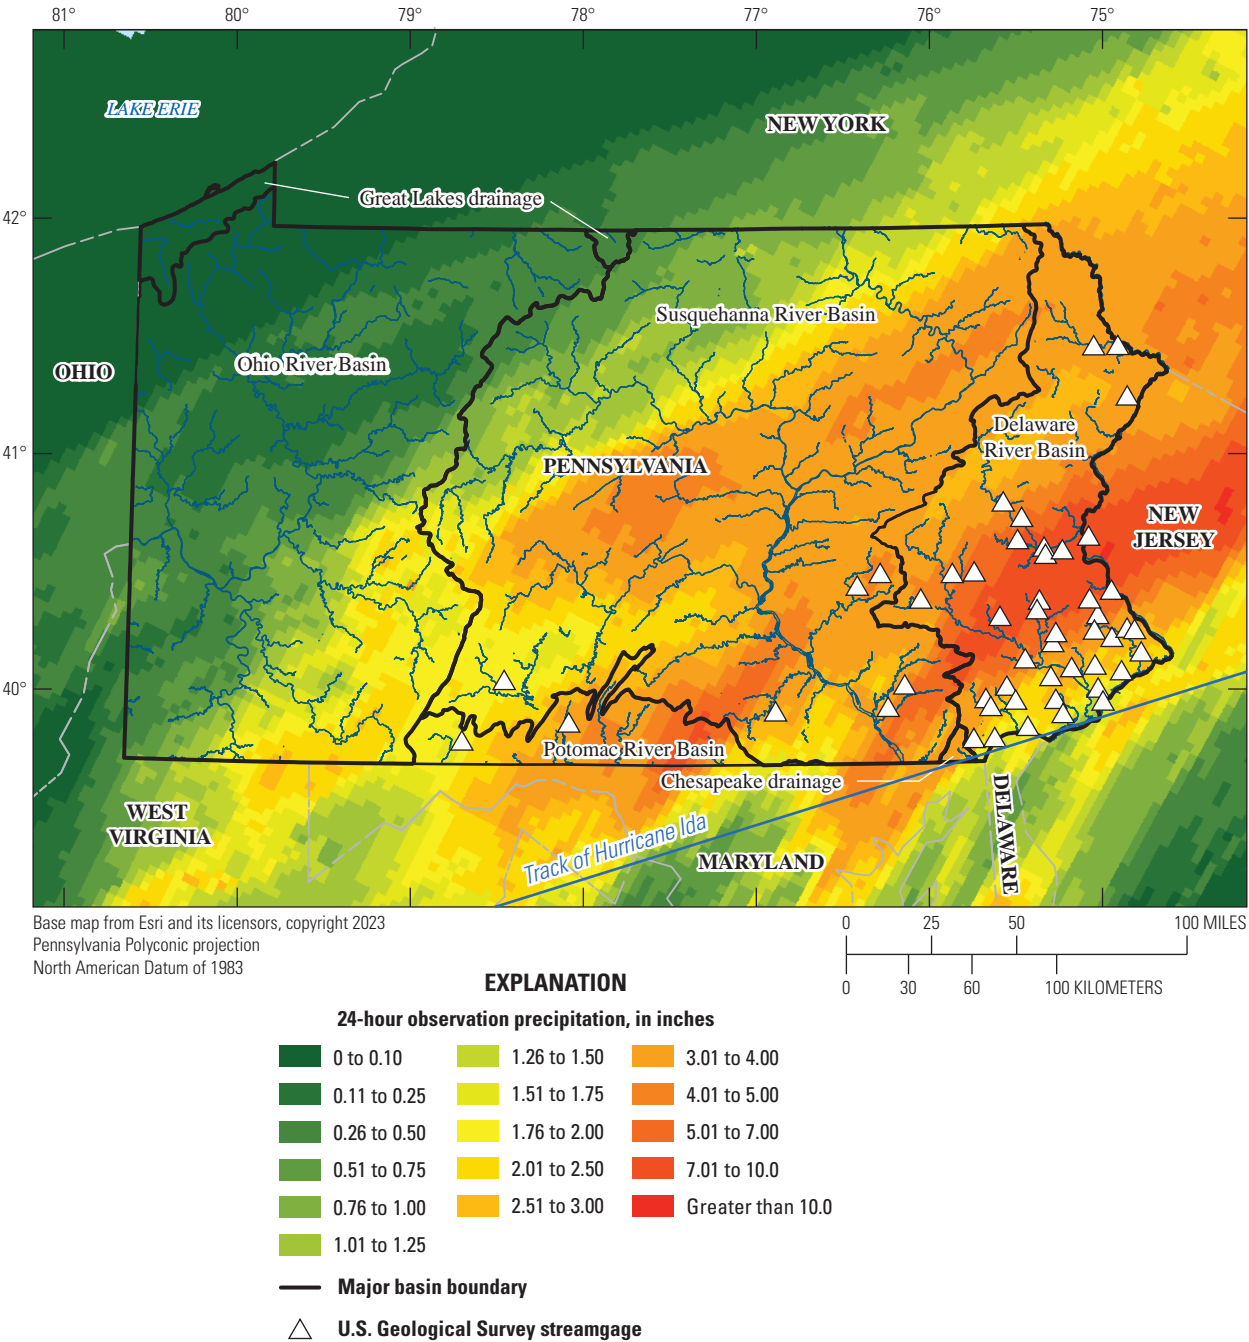 81° 80° 79° 78° 77° 76° 75°
LAKE ERIE
NEW YORK
Great Lakes drainage
42°
Susquehanna River Basin
OHIO
Ohio River Basin
Delaware
River Basin
41°
PENNSYLVANIA
NEW
JERSEY
40°
Potomac River Basin
Chesapeake drainage
WEST
VIRGINIA
Track of Hurricane Ida
MARYLAND
DELAWARE
Base map from Esri and its licensors, copyright 2023
Pennsylvania Polyconic projection
North American Datum of 1983
0 25 50 100 MILES
0 30 60 100 KILOMETERS
EXPLANATION
24-hour observation precipitation, in inches
0 to 0.10
0.11 to 0.25
0.26 to 0.50
0.51 to 0.75
0.76 to 1.00
1.01 to 1.25
1.26 to 1.50
1.51 to 1.75
1.76 to 2.00
2.01 to 2.50
2.51 to 3.00
3.01 to 4.00
4.01 to 5.00
5.01 to 7.00
7.01 to 10.0
Greater than 10.0
Major basin boundary
U.S. Geological Survey streamgage